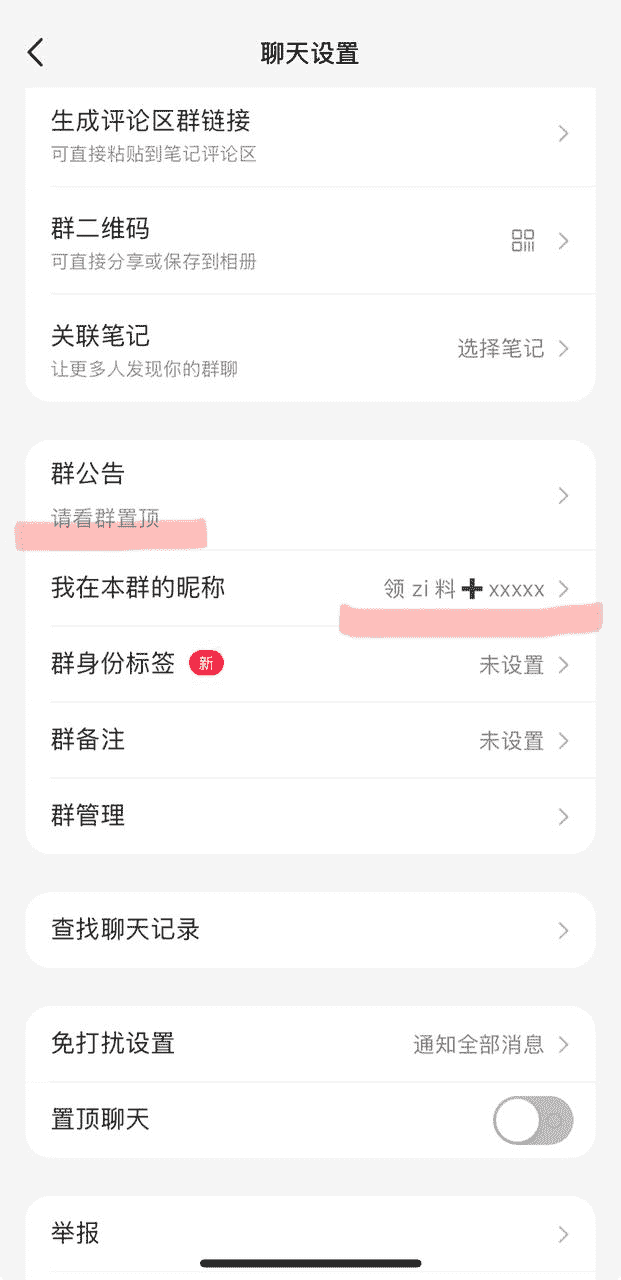 聊天设置
生成评论区群链接
可直接粘贴到笔记评论区
群二维码
可直接分享或保存到相册
关联笔记
选择笔记
让更多人发现你的群聊
群公告
请看群置顶
我在本群的昵称
领 zi 料➕xxxxx
群身份标签
新
未设置
群备注
未设置
群管理
查找聊天记录
免打扰设置
通知全部消息
置顶聊天
举报